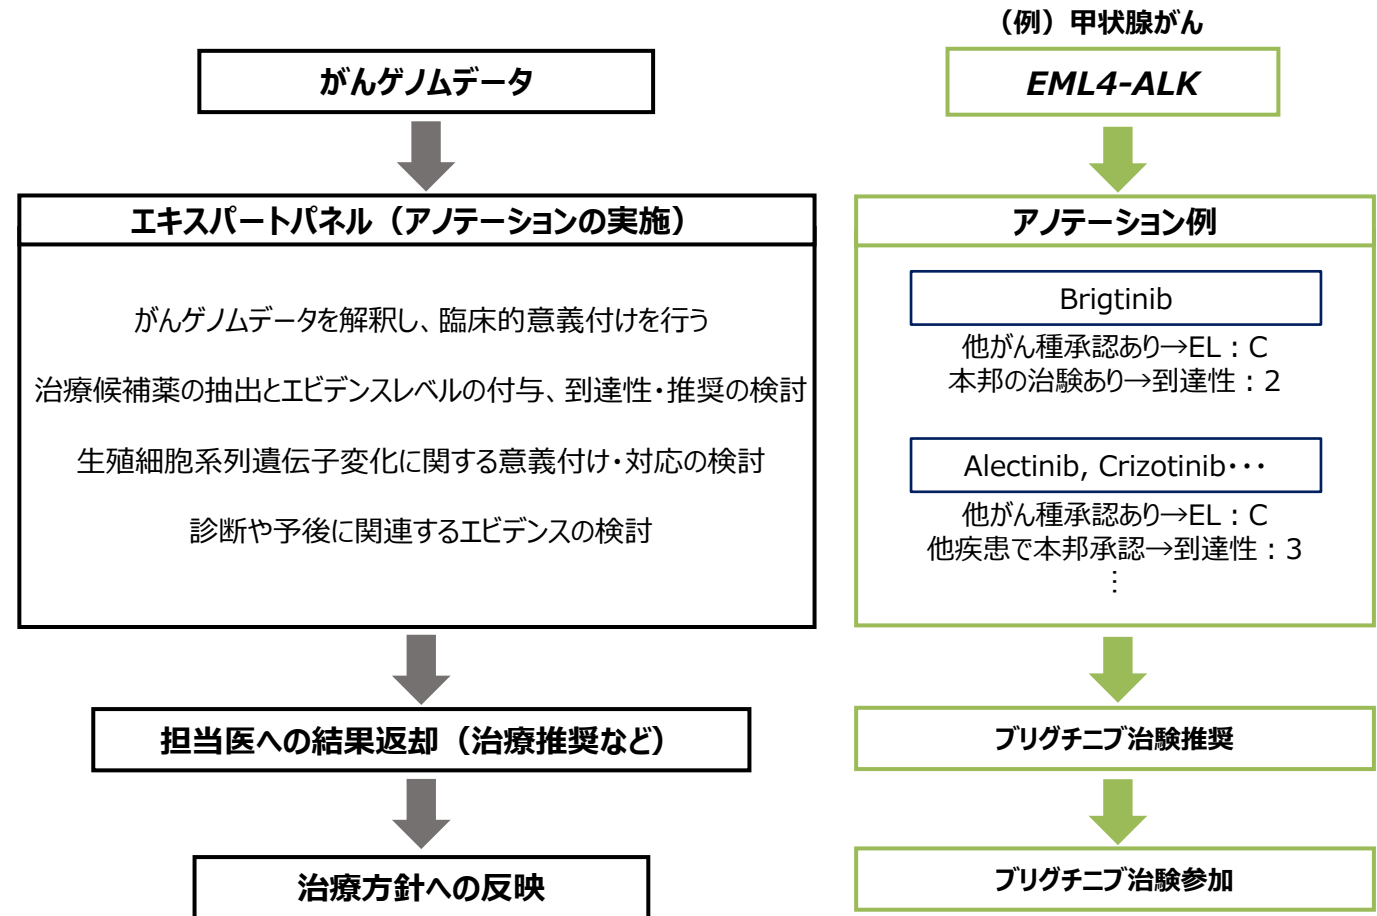 がんゲノムデータ
エキスパートパネル（アノテーションの実施）
がんゲノムデータを解釈し、臨床的意義付けを行う
治療候補薬の抽出とエビデンスレベルの付与、到達性・推奨の検討
生殖細胞系列遺伝子変化に関する意義付け・対応の検討
診断や予後に関連するエビデンスの検討
担当医への結果返却（治療推奨など）
治療方針への反映
（例）甲状腺がん
EML4-ALK
アノテーション例
Brigtinib
他がん種承認あり→EL：C
本邦の治験あり→到達性：2
Alectinib, Crizotinib・・・
他がん種承認あり→EL：C
他疾患で本邦承認→到達性：3
⋮
ブリグチニブ治験推奨
ブリグチニブ治験参加